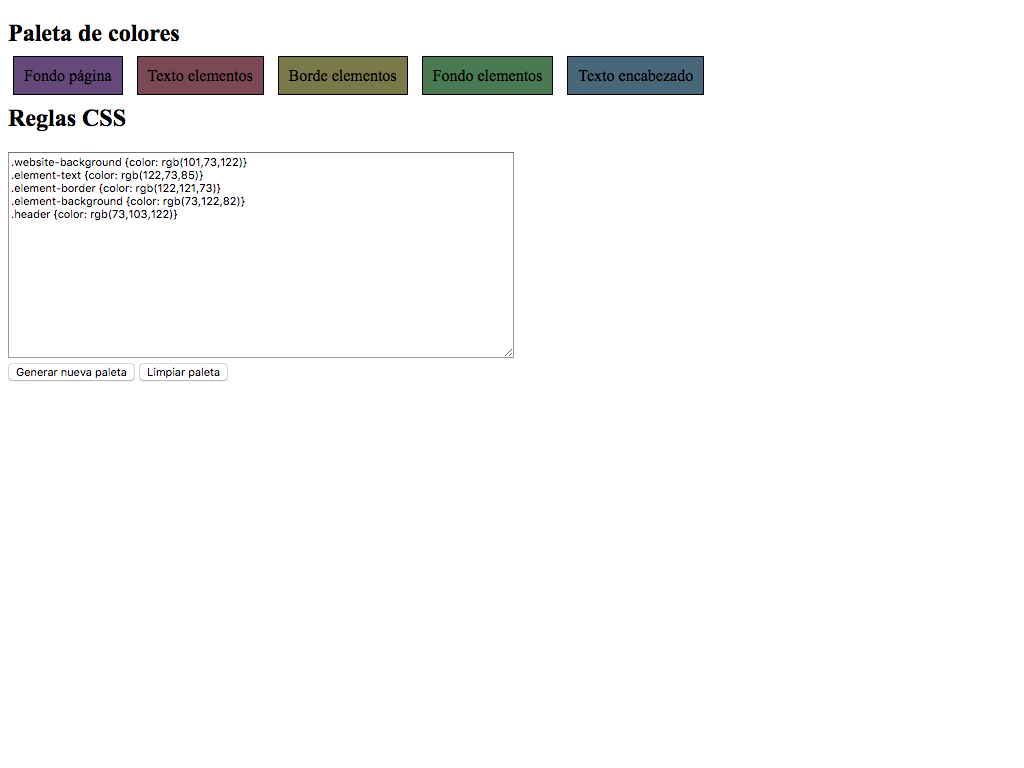 Paleta de colores
Fondo página Texto elementos Borde elementos Fondo elementos Texto encabezado
Reglas CSS
.website-background {color: rgb(101,73,122)}
.element-text {color: rgb(122,73,85)}
.element-border {color: rgb(122,121,73)}
.element-background {color: rgb(73,122,82)}
.header {color: rgb(73,103,122)}
Generar nueva paleta Limpiar paleta